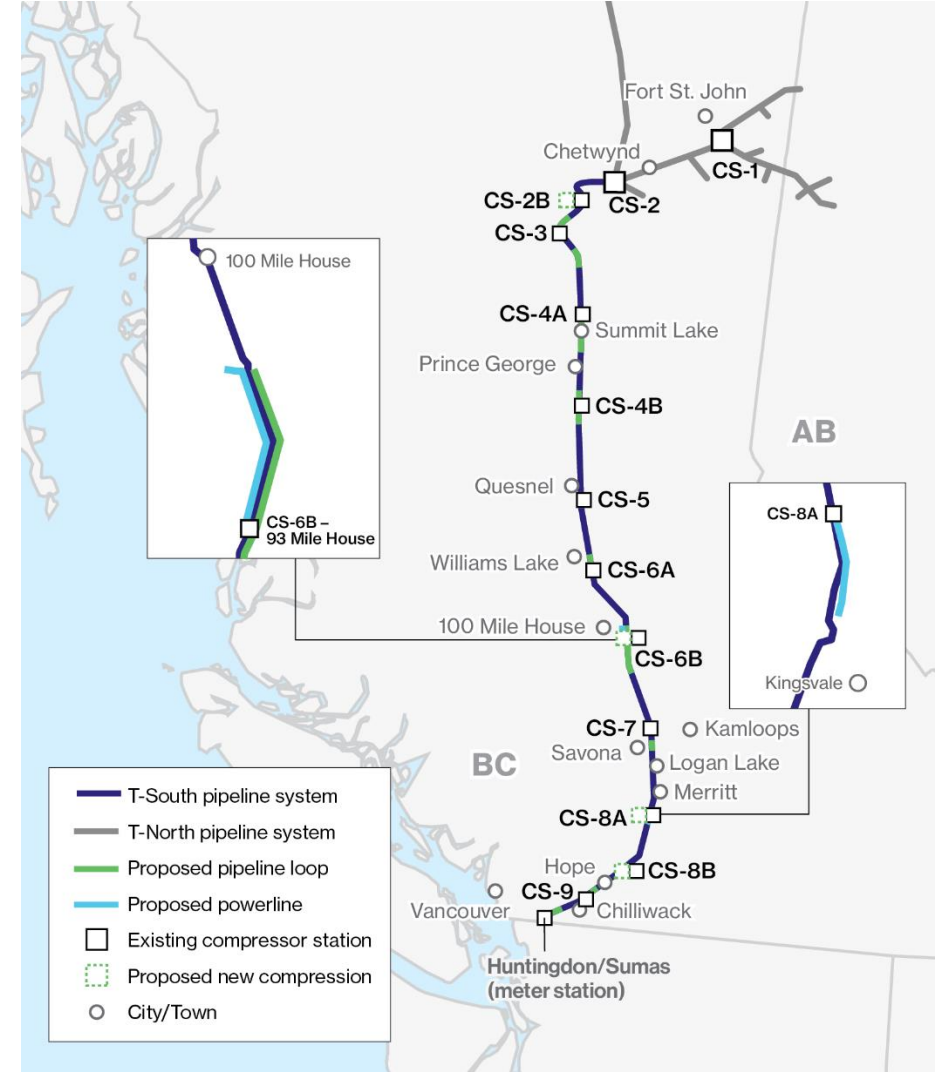 Fort St. John
Chetwynd
CS-1
CS-2
CS-2B
CS-3
CS-4A
Summit Lake
Prince George
CS-4B
AB
Quesnel
CS-5
Williams Lake
CS-6A
100 Mile House
CS-6B
CS-7
Kamloops
Savona
BC
Logan Lake
Merritt
CS-8A
Hope
CS-8B
CS-9
Vancouver
Chilliwack
Huntingdon/Sumas
(meter station)
100 Mile House
CS-6B –
93 Mile House
CS-8A
Kingsvale
T-South pipeline system
T-North pipeline system
Proposed pipeline loop
Proposed powerline
Existing compressor station
Proposed new compression
City/Town